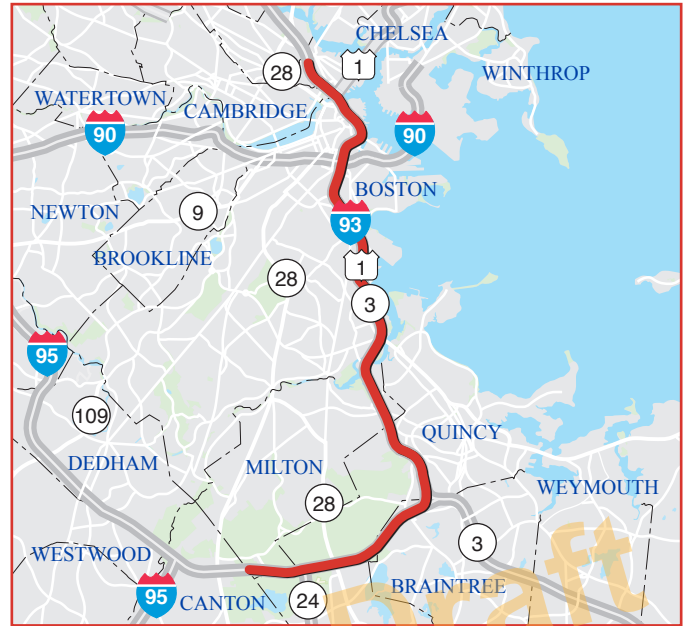 CHELSEA
1
28
WINTHROP
WATERTOWN
CAMBRIDGE
90
90
BOSTON
NEWTON
9
93
BROOKLINE
1
28
3
95
109
QUINCY
DEDHAM
MILTON
WEYMOUTH
28
3
WESTWOOD
BRAINTREE
95
CANTON
24
Draft